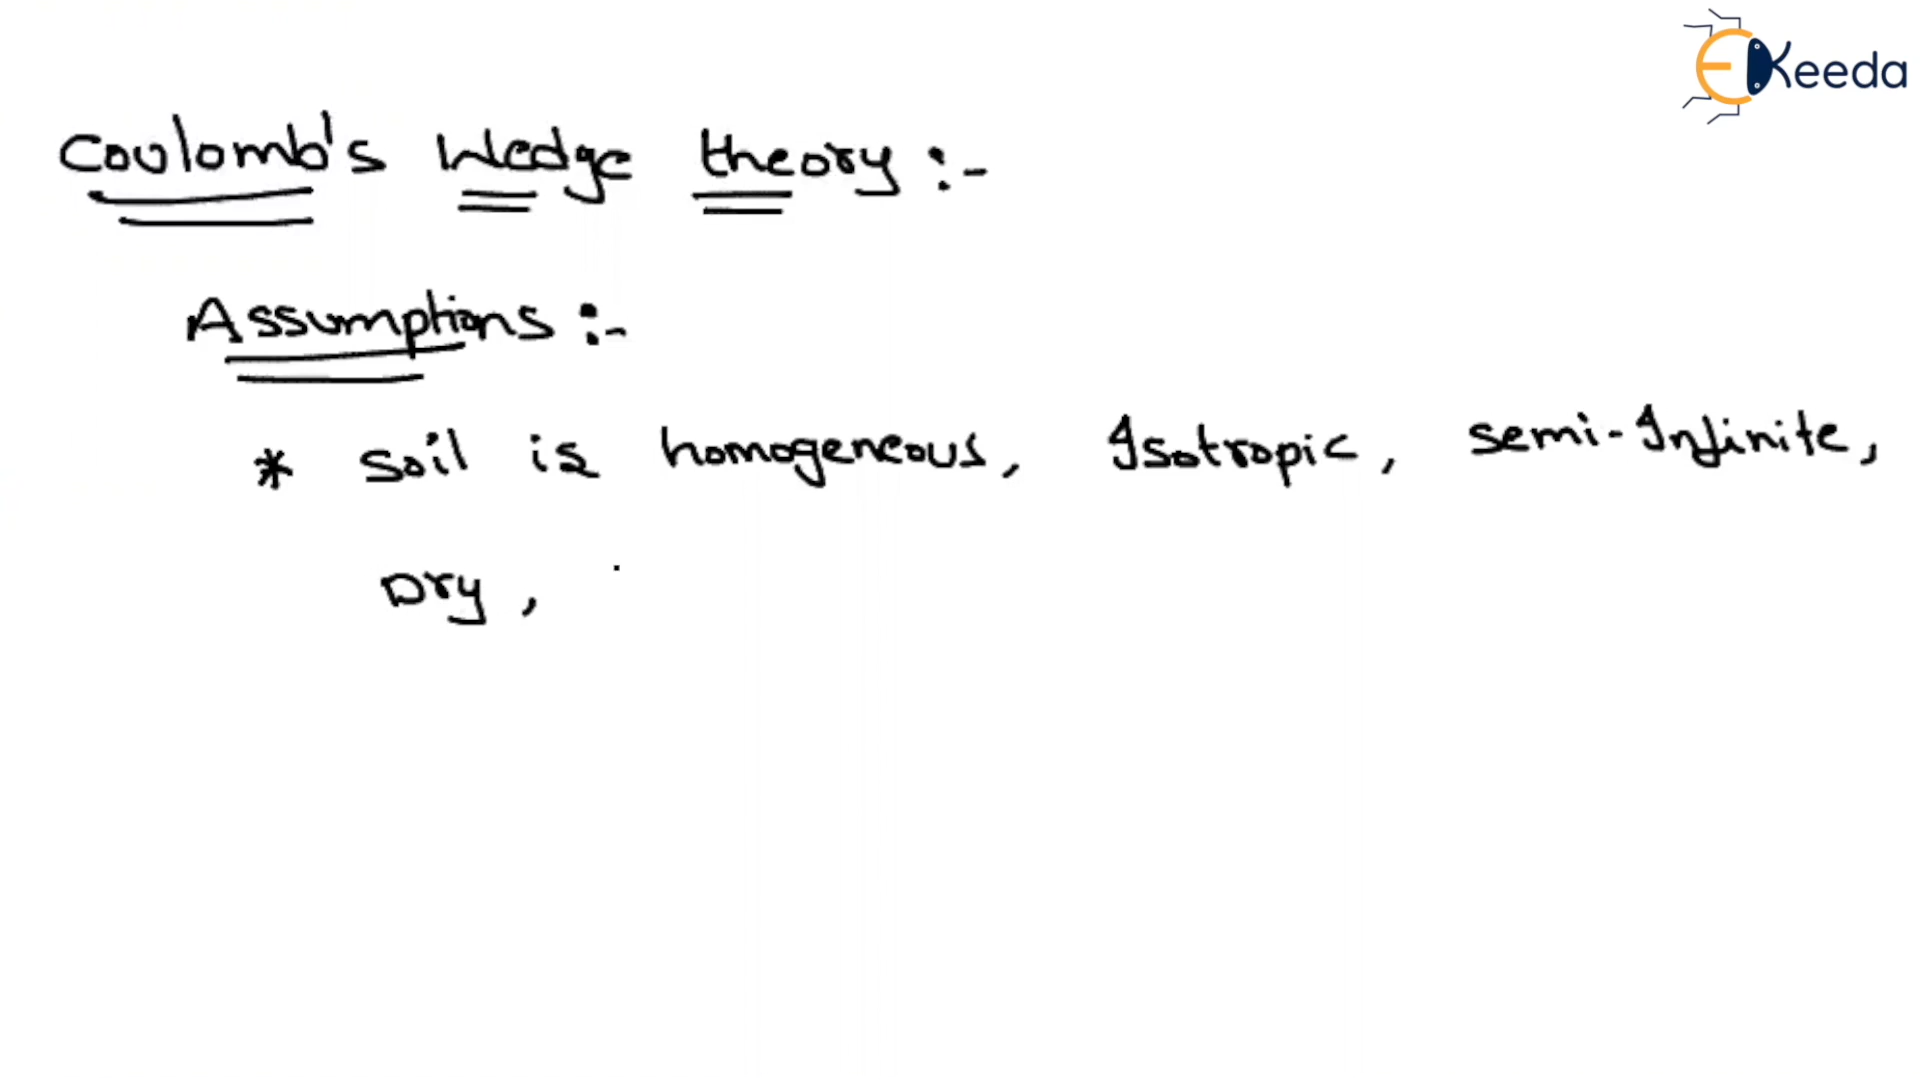 EKeeda
Coulomb's Wedge theory :-
Assumptions :-
* soil is homogeneous, Isotropic, semi-Infinite,
Dry,